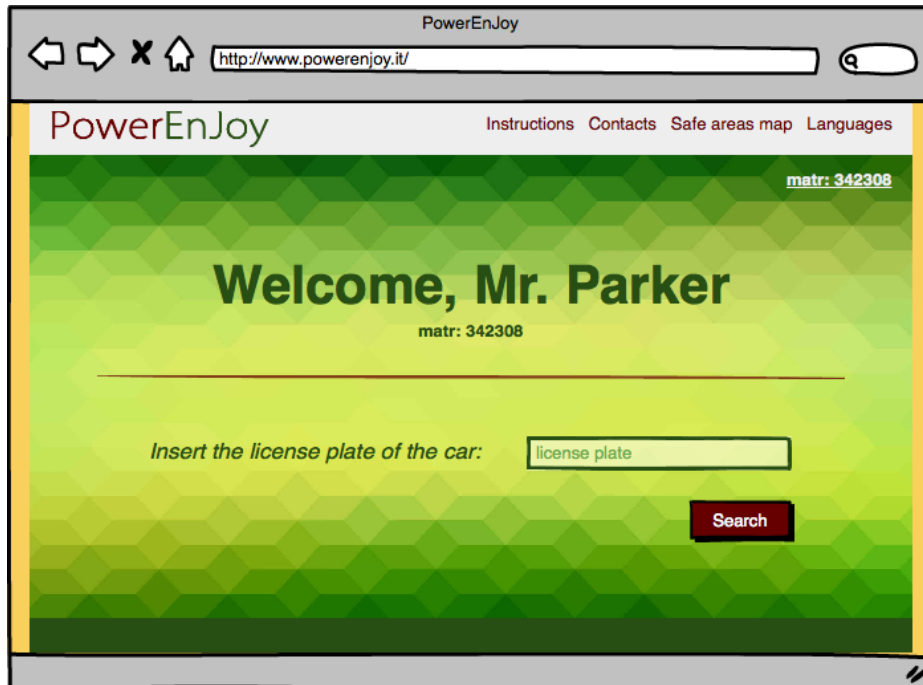 PowerEnJoy
http://www.powerenjoy.it/
PowerEnJoy Instructions Contacts Safe areas map Languages
matr: 342308
Welcome, Mr. Parker
matr: 342308
Insert the license plate of the car: license plate
Search